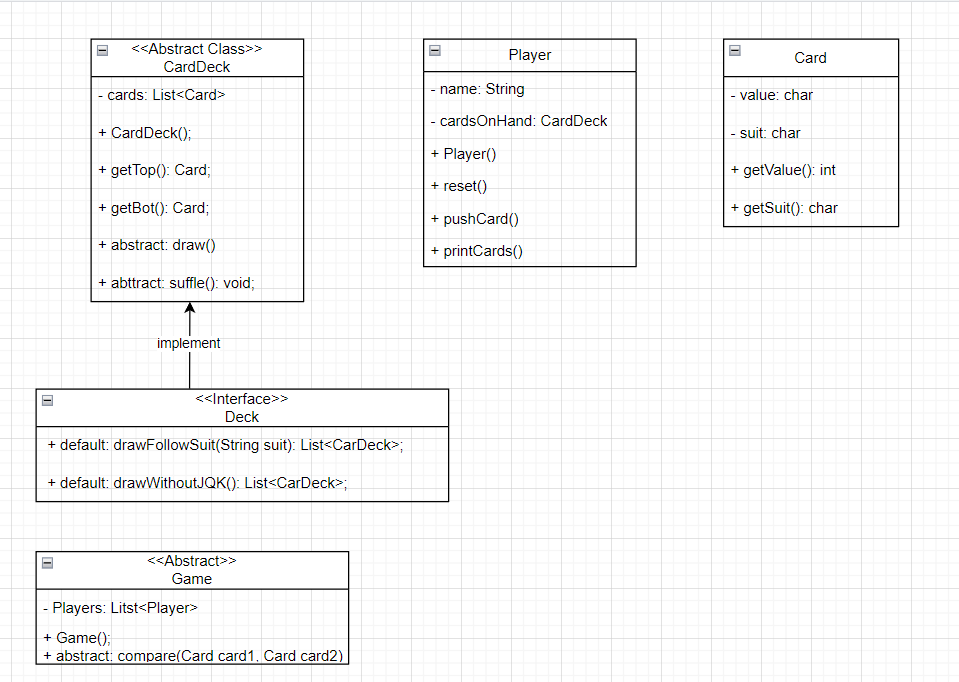 <<Abstract Class>>
CardDeck
- cards: List<Card>
+ CardDeck();
+ getTop(): Card;
+ getBot(): Card;
+ abstract: draw()
+ abttract: suffle(): void;
Player
- name: String
- cardsOnHand: CardDeck
+ Player()
+ reset()
+ pushCard()
+ printCards()
Card
- value: char
- suit: char
+ getValue(): int
+ getSuit(): char
implement
<<Interface>>
Deck
+ default: drawFollowSuit(String suit): List<CarDeck>;
+ default: drawWithoutJQK(): List<CarDeck>;
<<Abstract>>
Game
- Players: Litst<Player>
+ Game();
+ abstract: compare(Card card1, Card card2)